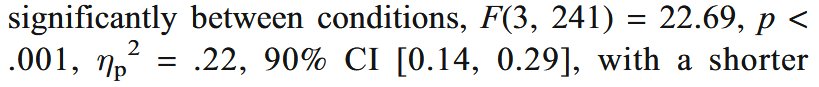 significantly between conditions, F(3, 241) = 22.69, p <
.001, ηp² = .22, 90% CI [0.14, 0.29], with a shorter